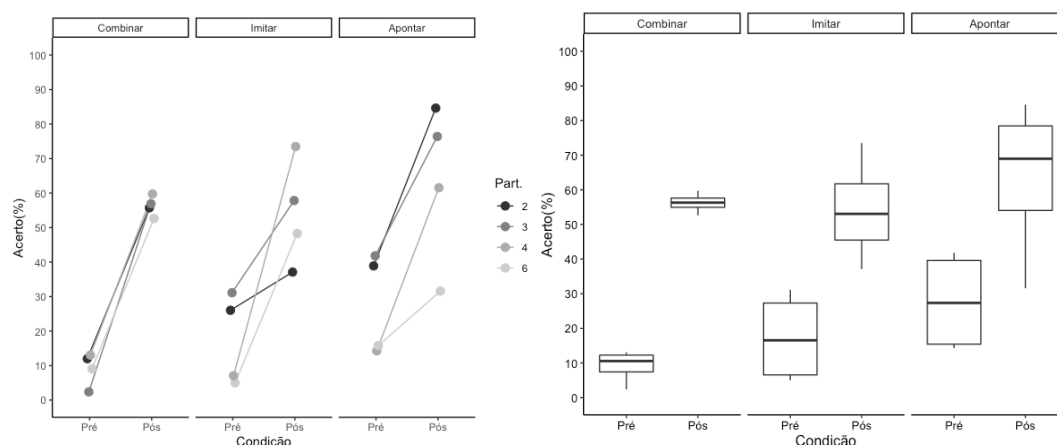 Combinar Imitar Apontar
100
90
80
70
60
50
40
30
20
10
0
Acerto(%)
Pré Pós Pré Pós Pré Pós
Condição
Part.
2
3
4
6
Combinar Imitar Apontar
100
90
80
70
60
50
40
30
20
10
0
Acerto(%)
Pré Pós Pré Pós Pré Pós
Condição